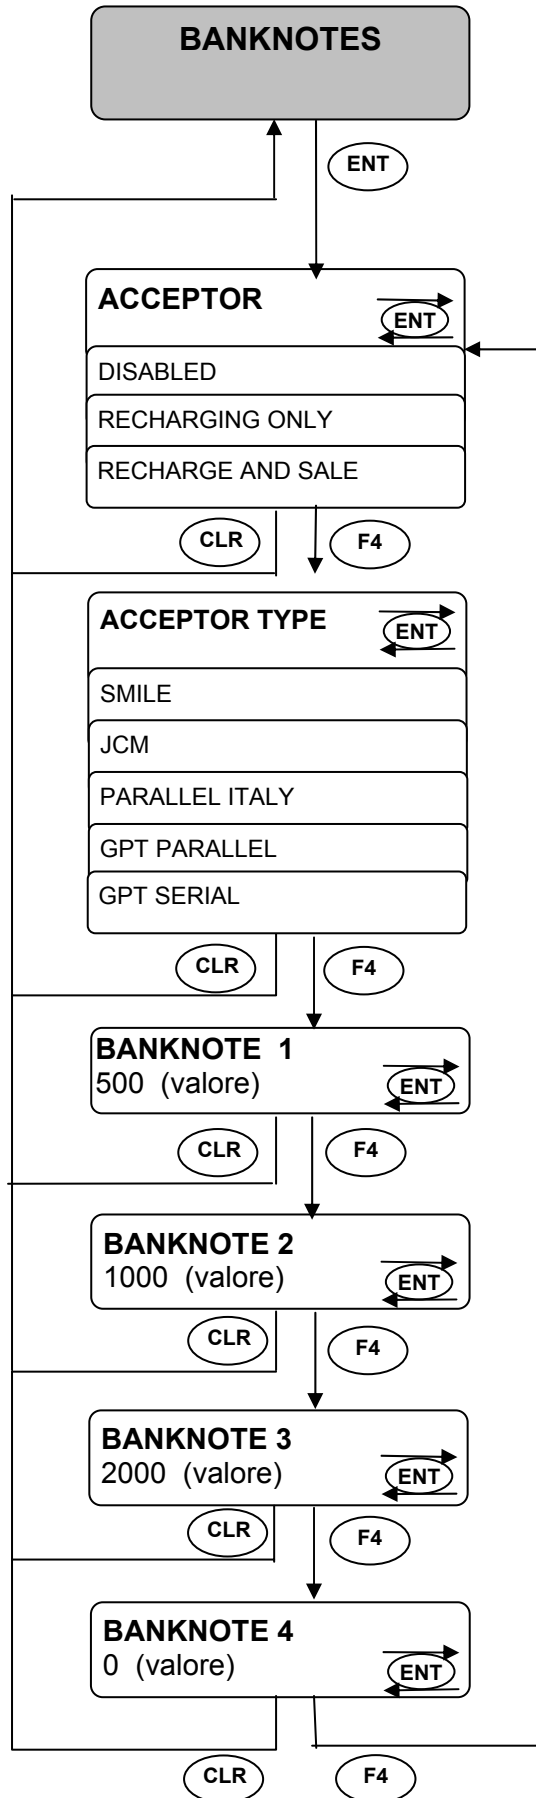 BANKNOTES
ENT
ACCEPTOR
ENT
DISABLED
RECHARGING ONLY
RECHARGE AND SALE
CLR
F4
ACCEPTOR TYPE
ENT
SMILE
JCM
PARALLEL ITALY
GPT PARALLEL
GPT SERIAL
CLR
F4
BANKNOTE 1
500 (valore)
ENT
CLR
F4
BANKNOTE 2
1000 (valore)
ENT
CLR
F4
BANKNOTE 3
2000 (valore)
ENT
CLR
F4
BANKNOTE 4
0 (valore)
ENT
CLR
F4